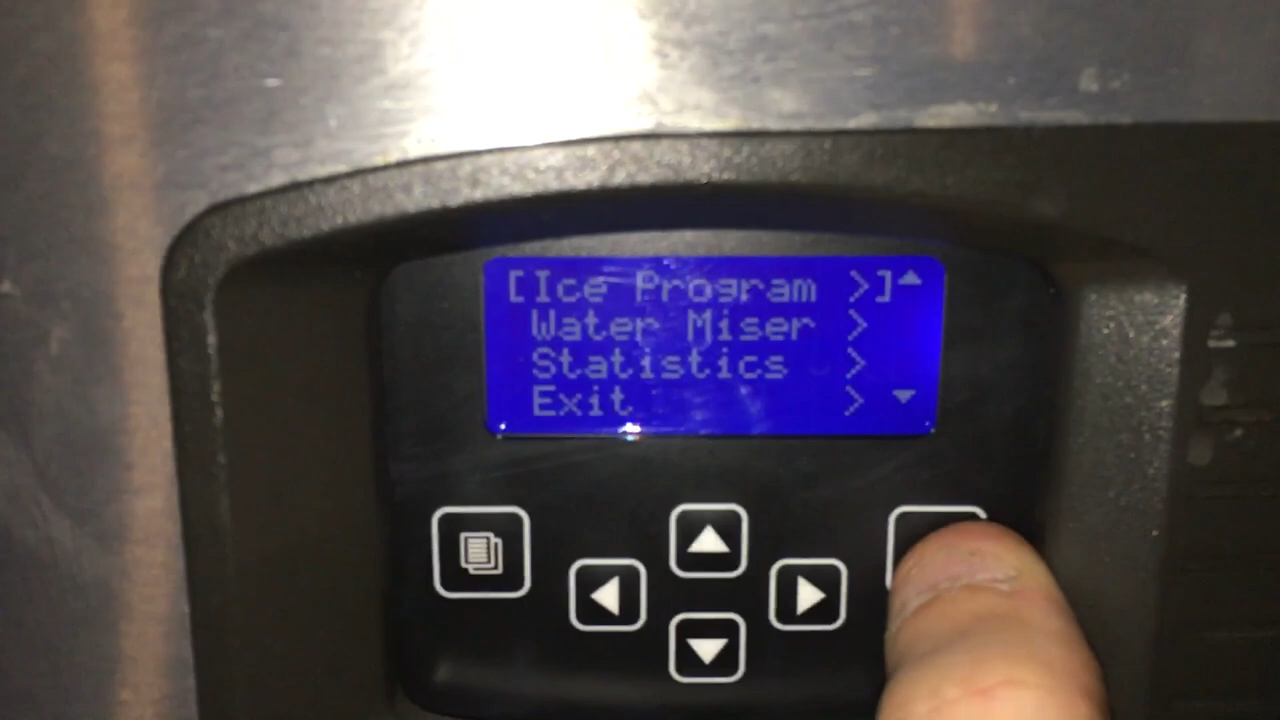 [Ice Program >]
Water Miser >
Statistics >
Exit >